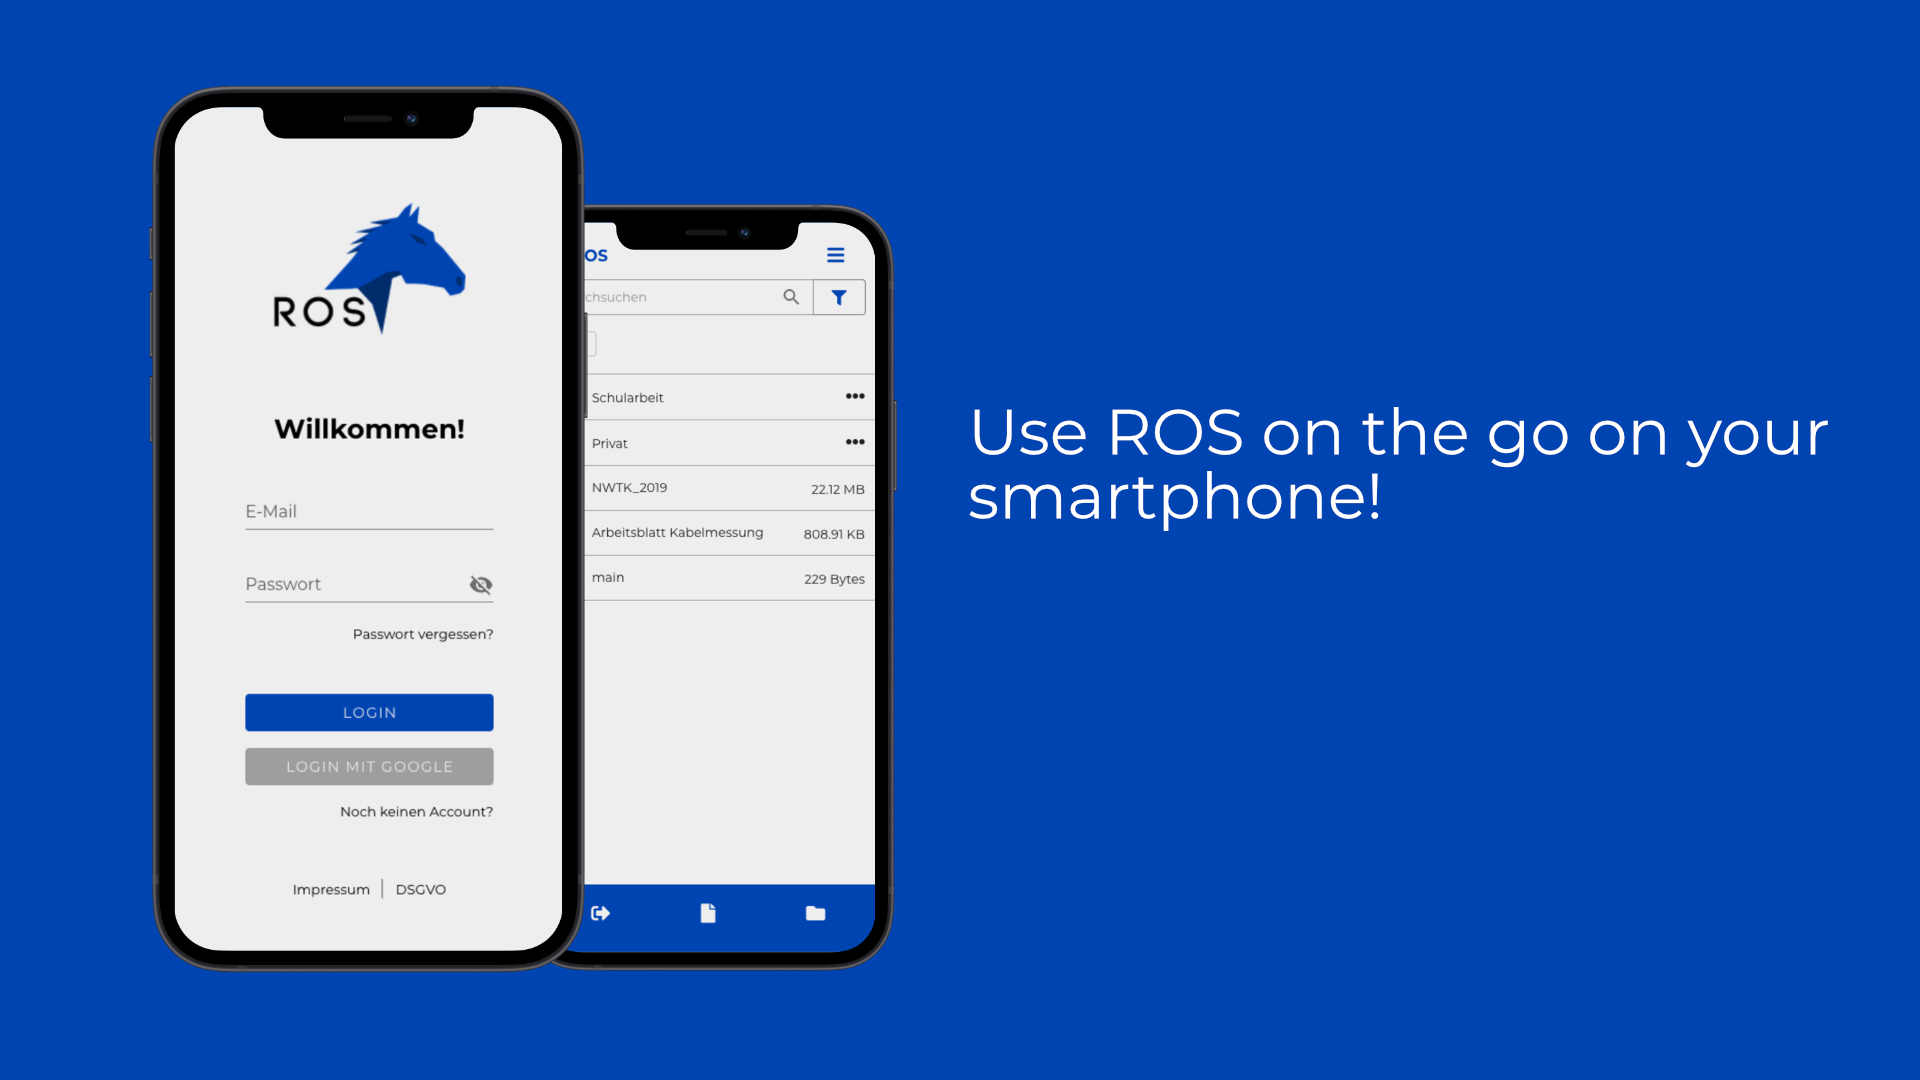 ROS
Willkommen!
E-Mail
Passwort
Passwort vergessen?
LOGIN
LOGIN MIT GOOGLE
Noch keinen Account?
Impressum | DSGVO
OS
chsuchen
Schularbeit
Privat
NWTK_2019 22.12 MB
Arbeitsblatt Kabelmessung 808.91 KB
main 229 Bytes
Use ROS on the go on your
smartphone!